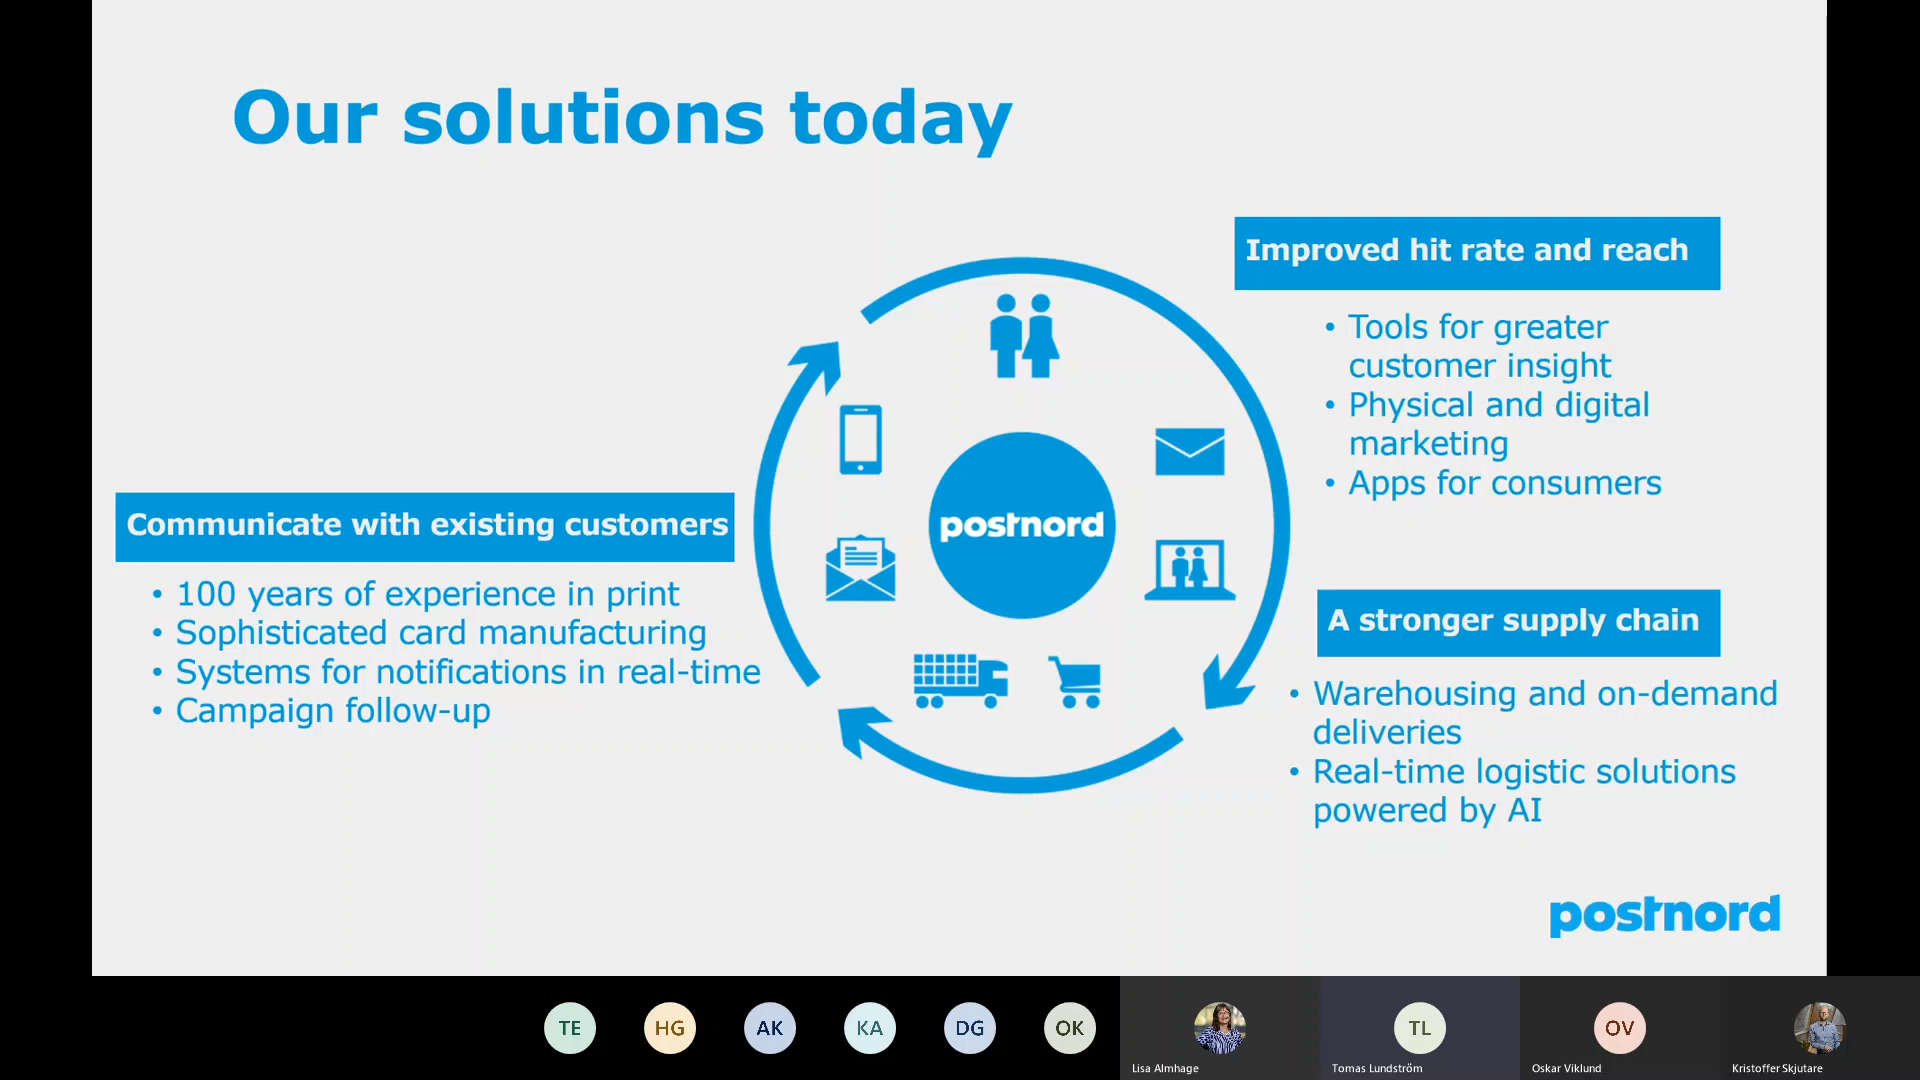 Our solutions today
Improved hit rate and reach
• Tools for greater
customer insight
• Physical and digital
marketing
• Apps for consumers
Communicate with existing customers
• 100 years of experience in print
• Sophisticated card manufacturing
• Systems for notifications in real-time
• Campaign follow-up
postnord
A stronger supply chain
• Warehousing and on-demand
deliveries
• Real-time logistic solutions
powered by AI
postnord
TE
HG
AK
KA
DG
OK
TL
OV
Lisa Almhage
Tomas Lundström
Oskar Viklund
Kristoffer Skjutare